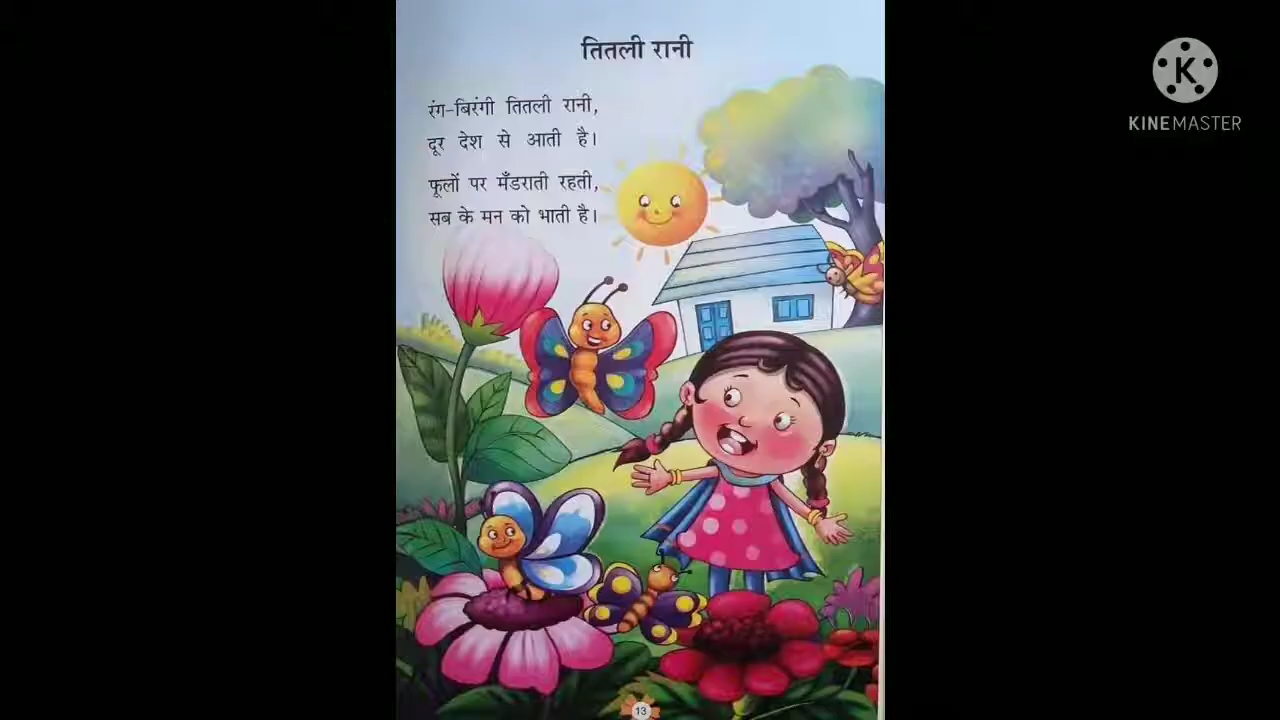 तितली रानी
रंग-बिरंगी तितली रानी,
दूर देश से आती है।
फूलों पर मँडराती रहती,
सब के मन को भाती है।
13
K
KINEMASTER